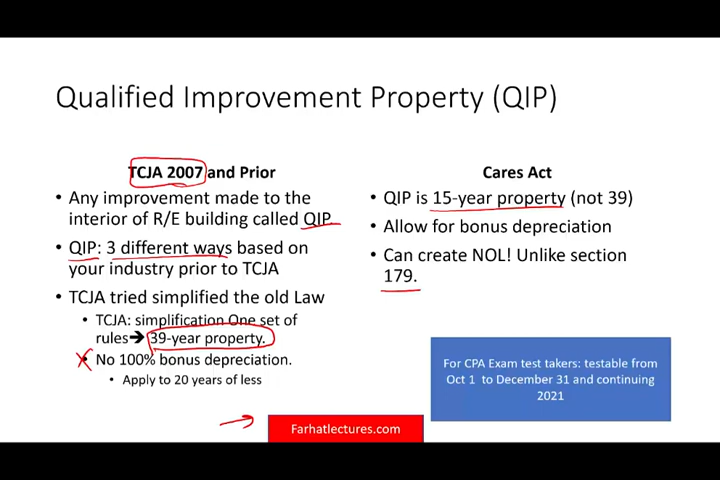 Qualified Improvement Property (QIP)
TCJA 2007 and Prior
• Any improvement made to the
interior of R/E building called QIP
• QIP: 3 different ways based on
your industry prior to TCJA
• TCJA tried simplified the old Law
• TCJA: simplification One set of
rules➔ 39-year property.
• No 100% bonus depreciation.
• Apply to 20 years of less
Cares Act
• QIP is 15-year property (not 39)
• Allow for bonus depreciation
• Can create NOL! Unlike section
179.
For CPA Exam test takers: testable from
Oct 1 to December 31 and continuing
2021
Farhatlectures.com